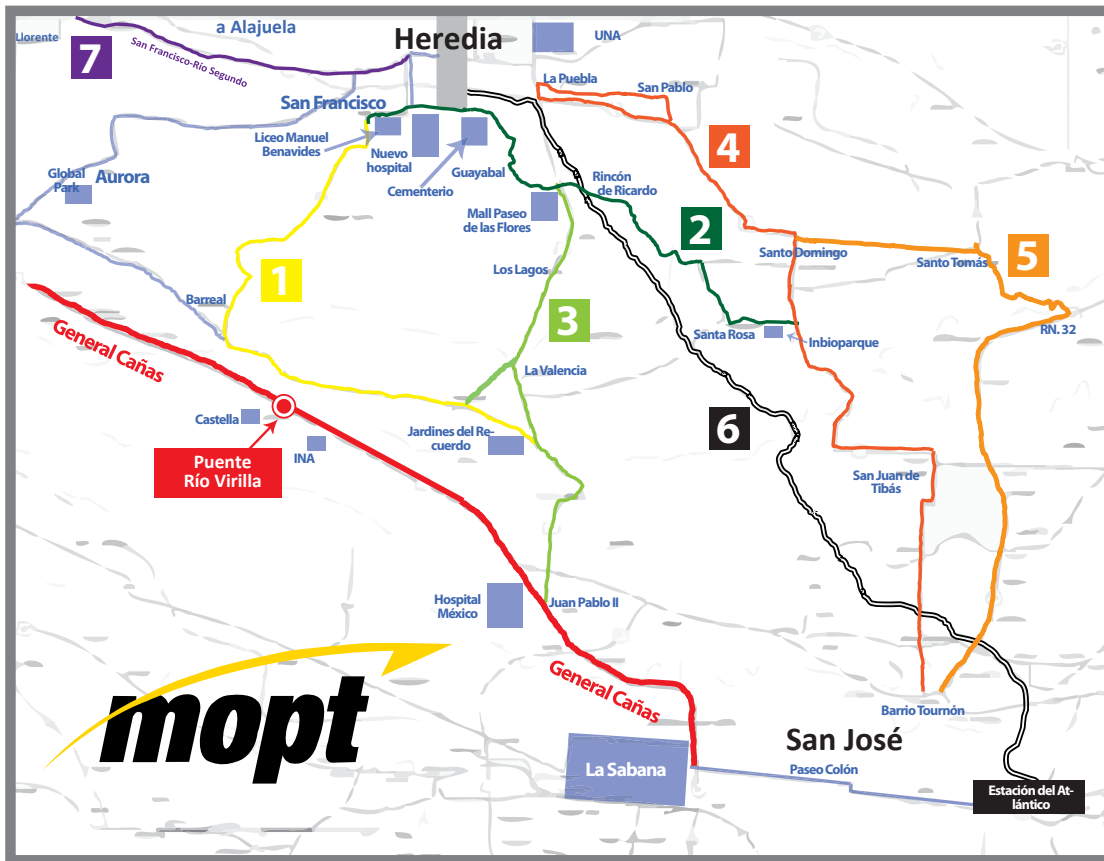 Llorente
a Alajuela
Heredia
UNA
7
San Francisco-Río Segundo
La Puebla
San Pablo
San Francisco
Liceo Manuel
Benavides
Nuevo
hospital
Cementerio
Guayabal
4
Global
Park
Aurora
Rincón
de Ricardo
Mall Paseo
de las Flores
2
Santo Domingo
Santo Tomás
5
Los Lagos
1
Barreal
3
Santa Rosa
Inbioparque
RN. 32
General Cañas
La Valencia
Castella
INA
Puente
Río Virilla
Jardines del Re-
cuerdo
6
San Juan de
Tibás
Hospital
México
Juan Pablo II
General Cañas
mopt
Barrio Tournón
San José
La Sabana
Paseo Colón
Estación del At-
lántico